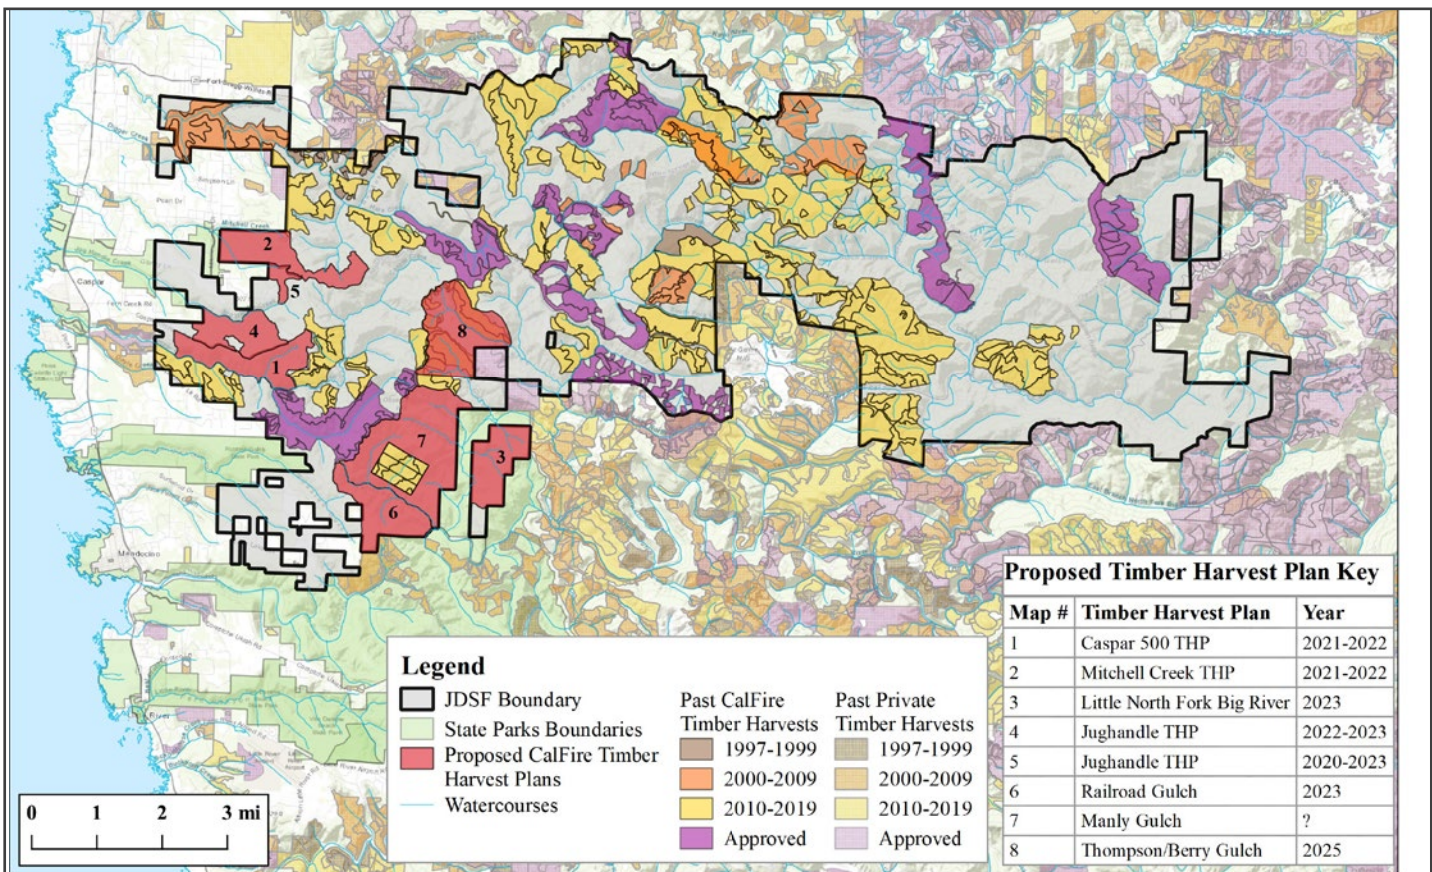 Simpson Ln
Mitchell Creek
Caspar
2
5
4
1
8
7
3
6
Mendocino
Legend
JDSF Boundary
State Parks Boundaries
Proposed CalFire Timber
Harvest Plans
Watercourses
Past CalFire
Timber Harvests
1997-1999
2000-2009
2010-2019
Approved
Past Private
Timber Harvests
1997-1999
2000-2009
2010-2019
Approved
0 1 2 3 mi
Proposed Timber Harvest Plan Key
Map # Timber Harvest Plan Year
1 Caspar 500 THP 2021-2022
2 Mitchell Creek THP 2021-2022
3 Little North Fork Big River 2023
4 Jughandle THP 2022-2023
5 Jughandle THP 2020-2023
6 Railroad Gulch 2023
7 Manly Gulch ?
8 Thompson/Berry Gulch 2025